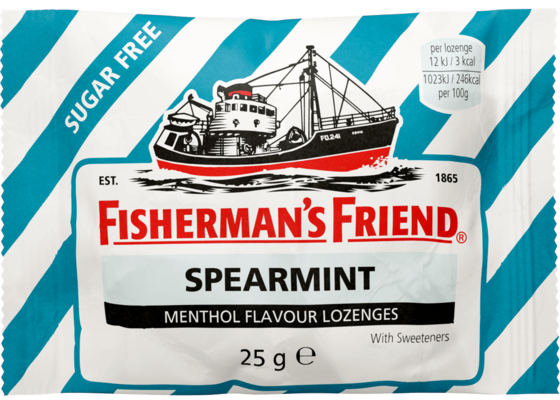 SUGAR FREE
per lozenge
12 kJ / 3 kcal
1023kJ / 246kcal
per 100g
FD.241
EST. 1865
FISHERMAN'S FRIEND®
SPEARMINT
MENTHOL FLAVOUR LOZENGES
With Sweeteners
25 g ℮